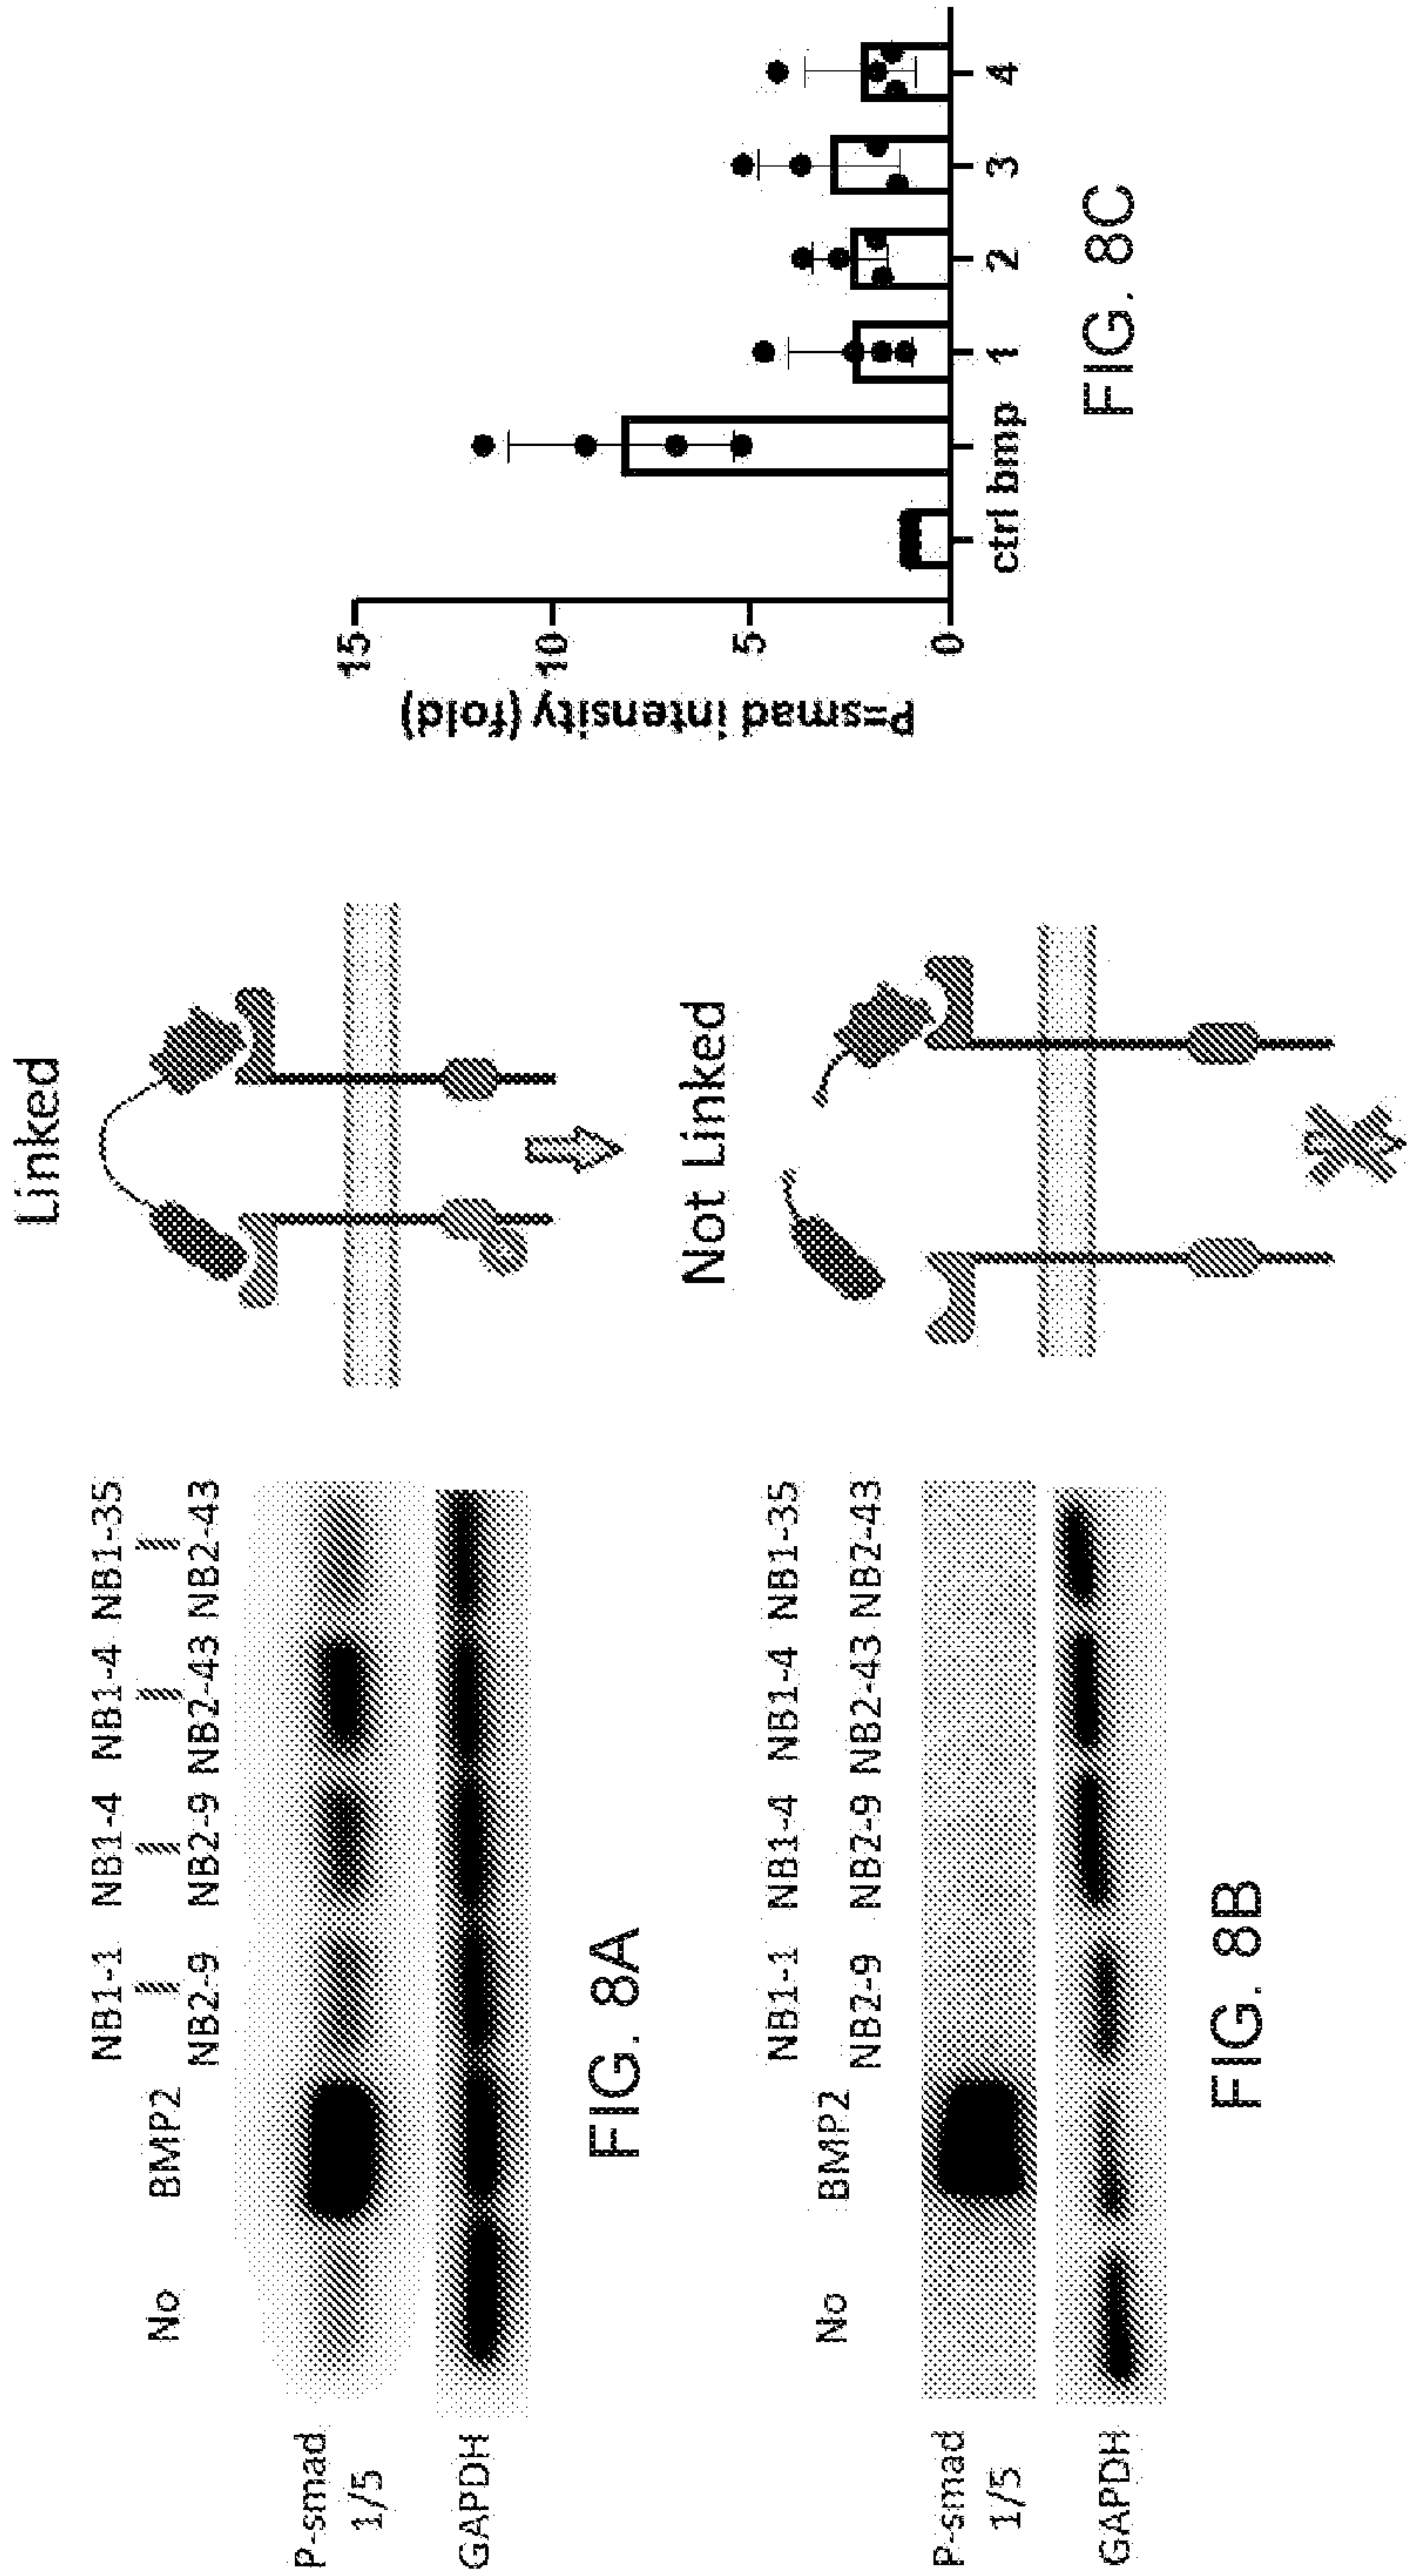 Linked
NB1-1 NB1-4 NB1-4 NB1-35
No BMP2
NB2-9 NB2-9 NB2-43 NB2-43
P-smad
1/5
GAPDH
FIG. 8A
Not Linked
NB1-1 NB1-4 NB1-4 NB1-35
No BMP2
NB2-9 NB2-9 NB2-43 NB2-43
P-smad
1/5
GAPDH
FIG. 8B
P=smad intensity (fold)
15
10
5
0
ctrl bmp 1 2 3 4
FIG. 8C